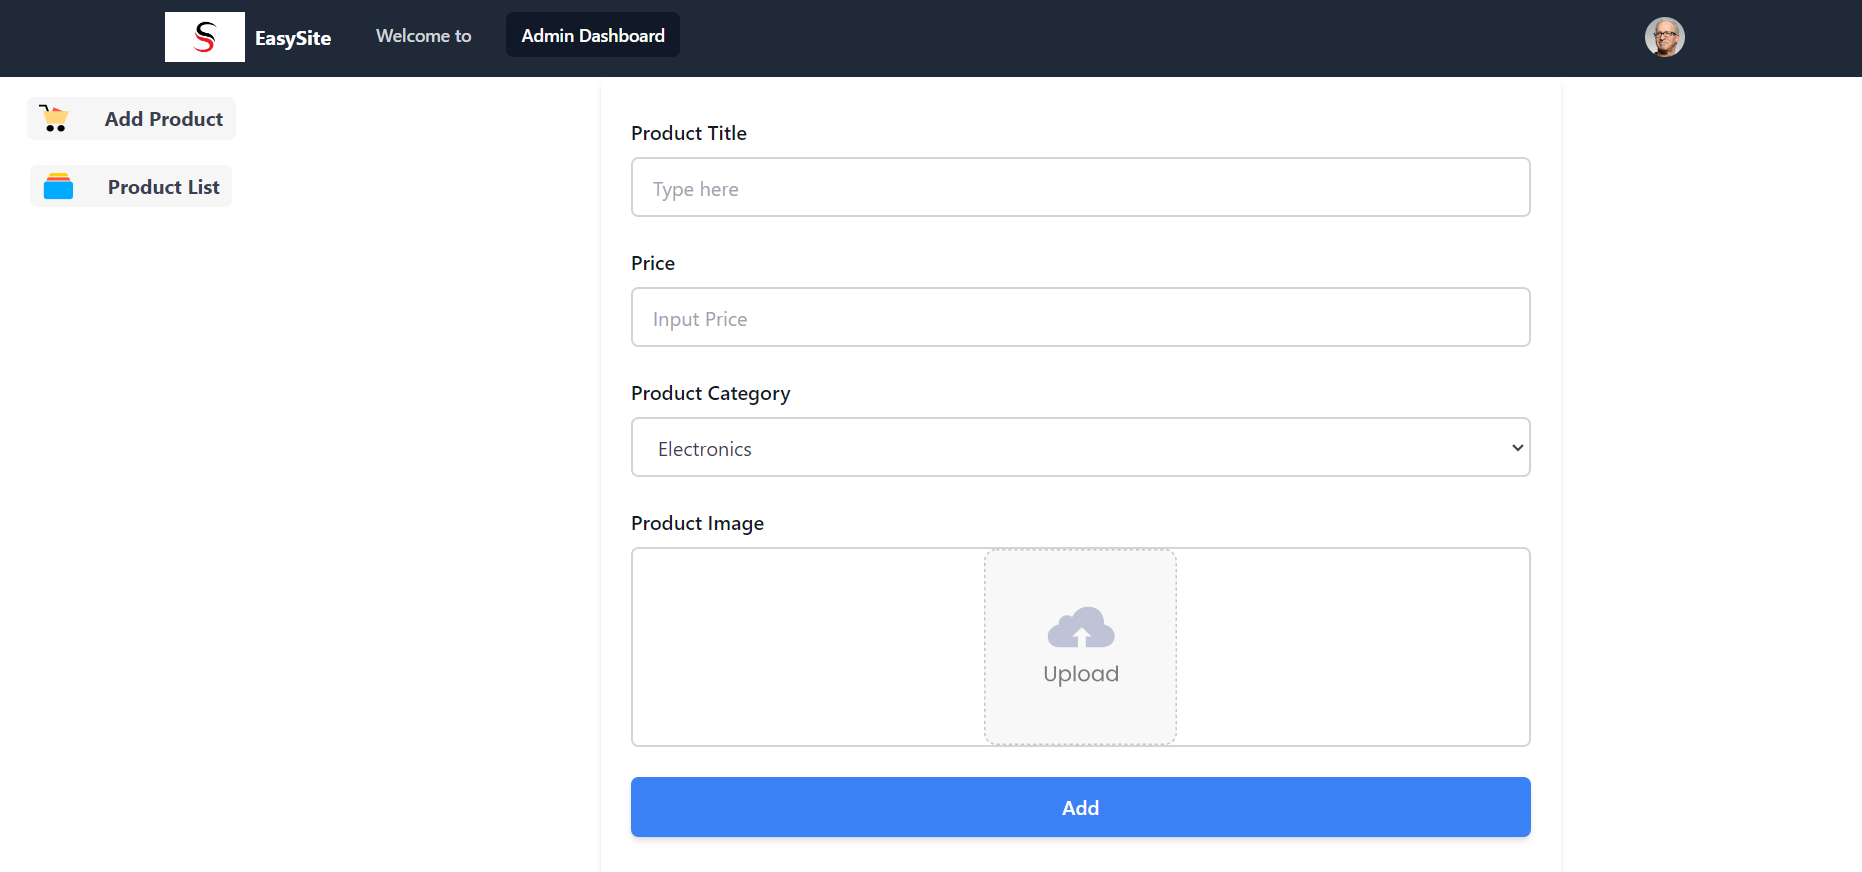 EasySite
Welcome to
Admin Dashboard
Add Product
Product List
Product Title
Type here
Price
Input Price
Product Category
Electronics
Product Image
Upload
Add